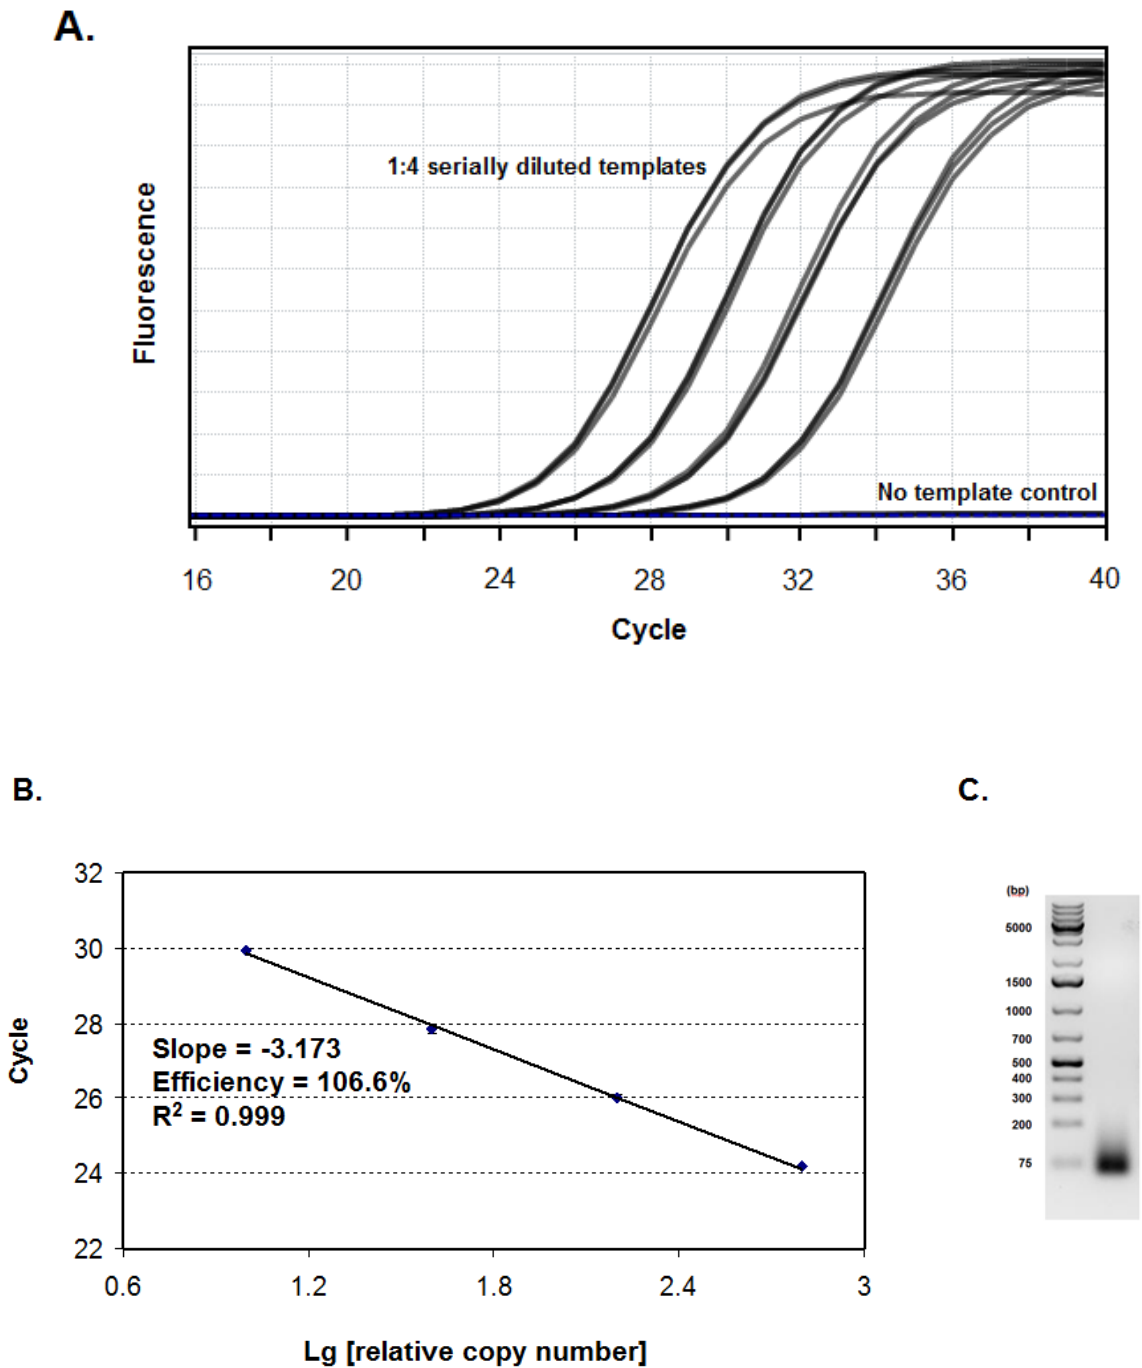 A.
Fluorescence
1:4 serially diluted templates
No template control
16 20 24 28 32 36 40
Cycle
B.
Cycle
32
30
28
26
24
22
Slope = -3.173
Efficiency = 106.6%
R² = 0.999
0.6 1.2 1.8 2.4 3
Lg [relative copy number]
C.
(bp)
5000
1500
1000
700
500
400
300
200
75